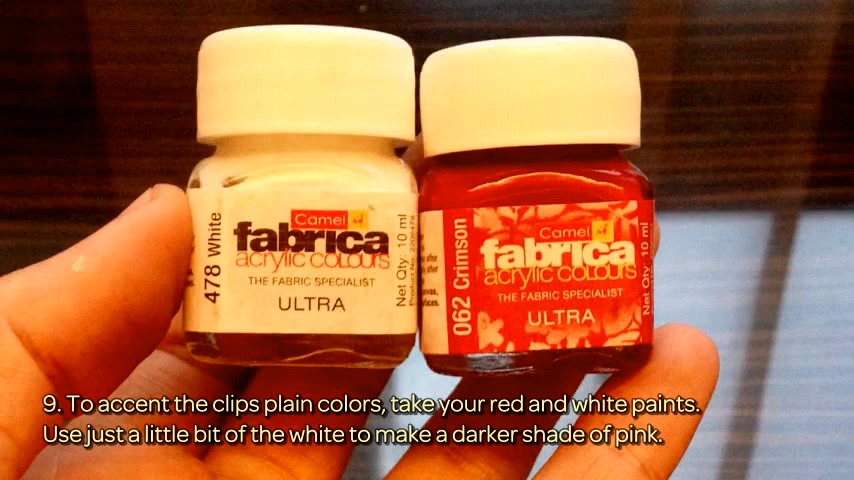 478 White
Camel
fabrica
acrylic colours
THE FABRIC SPECIALIST
ULTRA
Net Qty: 10 ml
062 Crimson
Camel
fabrica
acrylic colours
THE FABRIC SPECIALIST
ULTRA
Net Qty: 10 ml
9. To accent the clips plain colors, take your red and white paints.
Use just a little bit of the white to make a darker shade of pink.